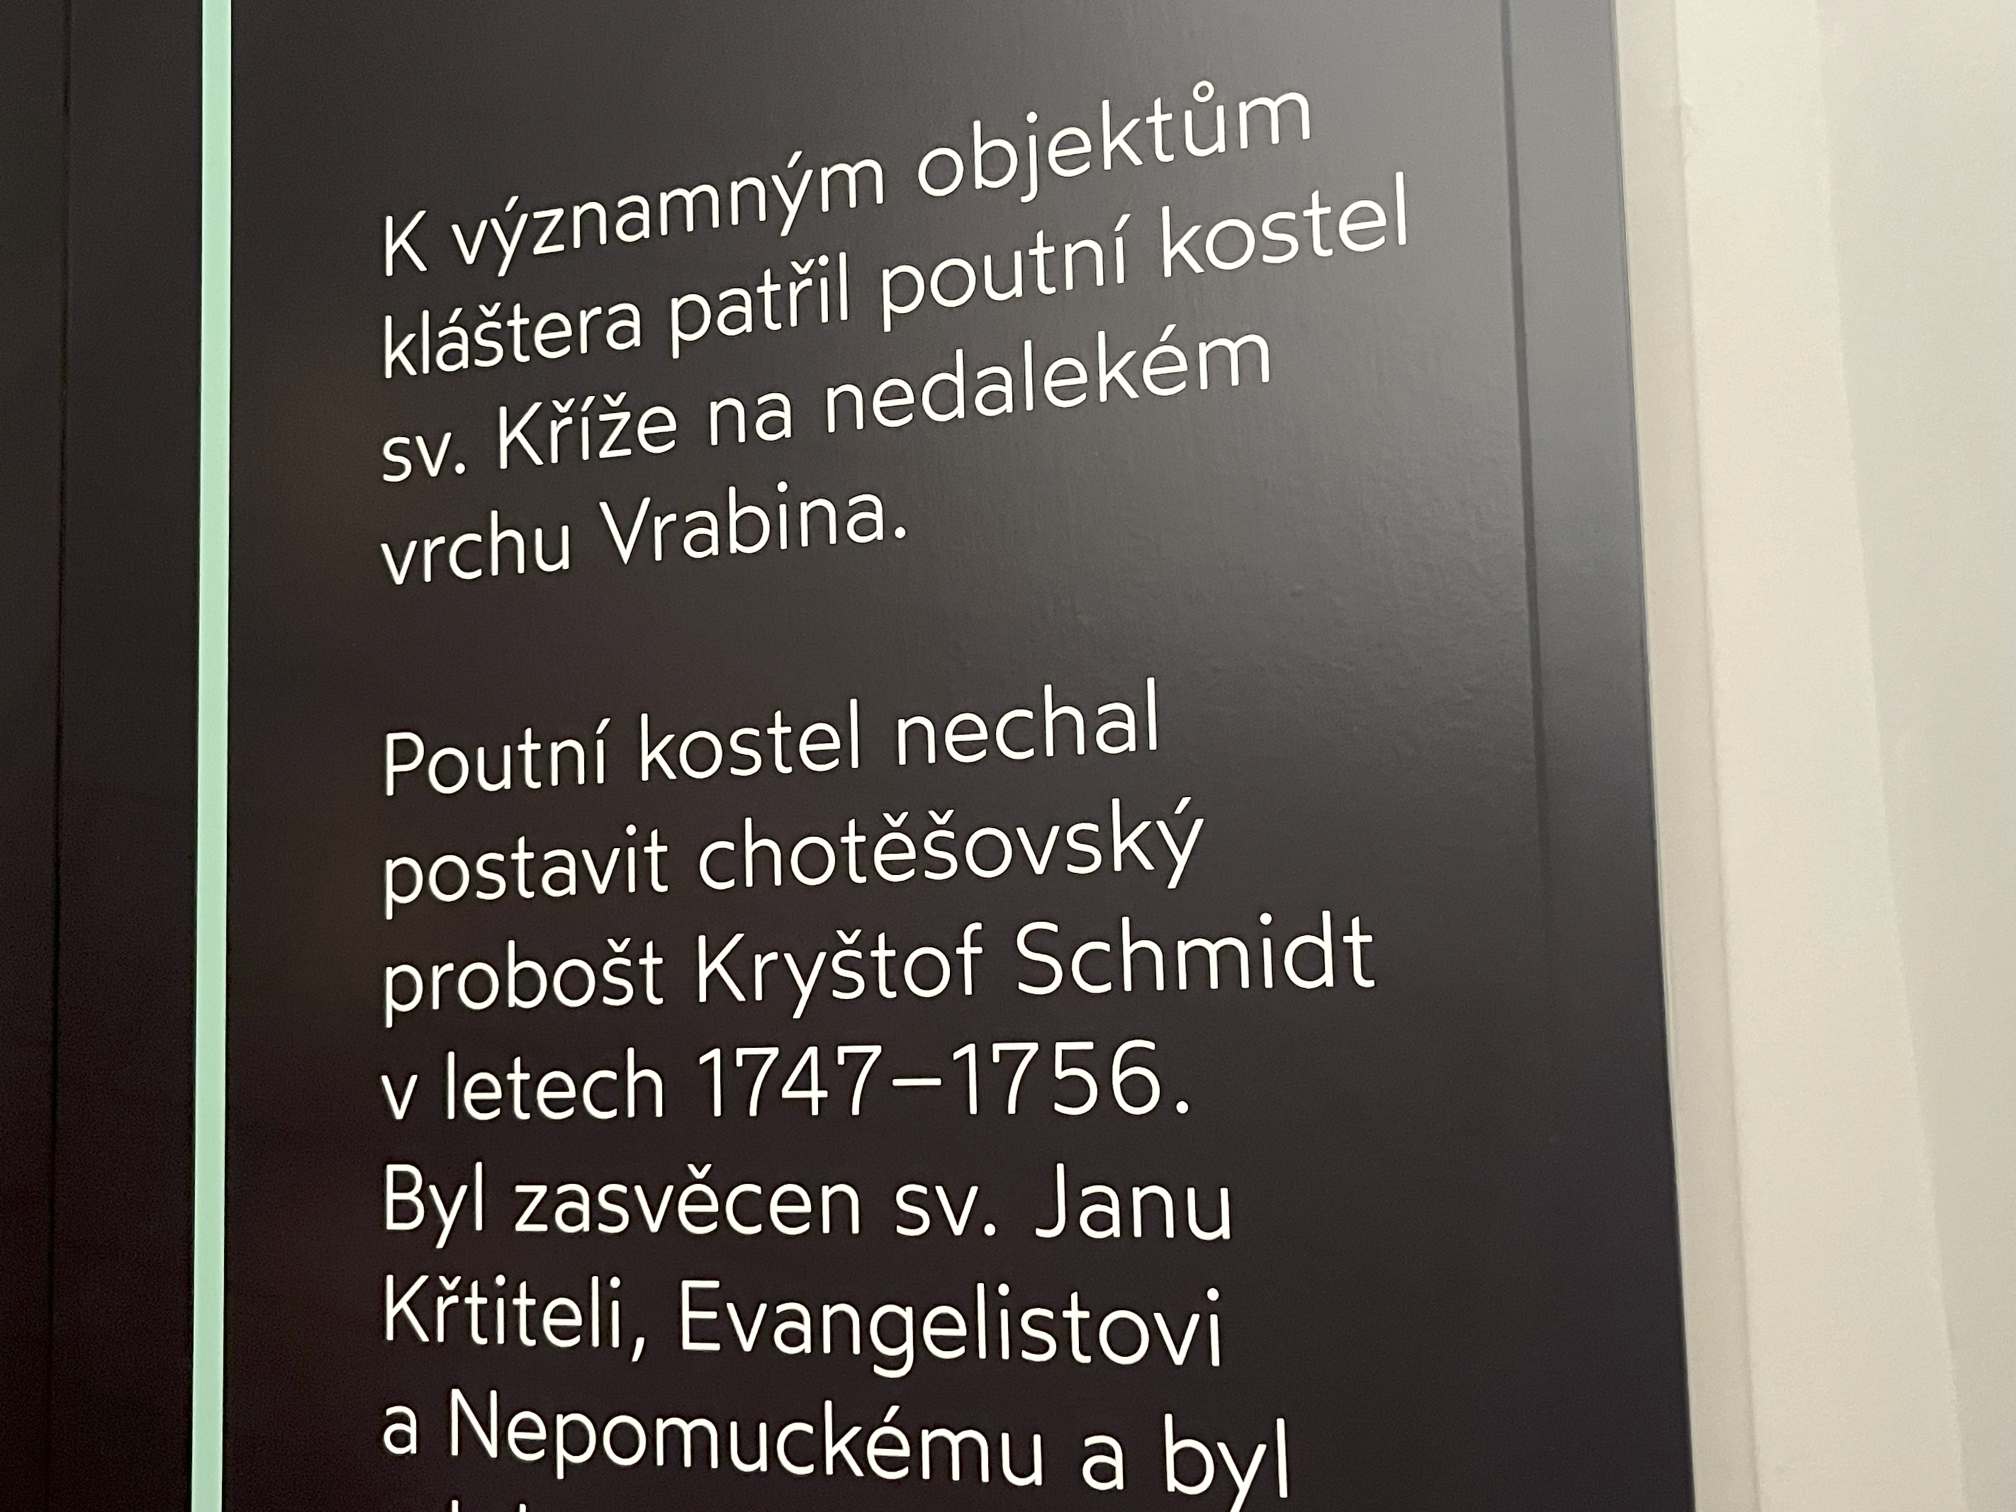 K významným objektům
kláštera patřil poutní kostel
sv. Kříže na nedalekém
vrchu Vrabina.
Poutní kostel nechal
postavit chotěšovský
probošt Kryštof Schmidt
v letech 1747–1756.
Byl zasvěcen sv. Janu
Křtiteli, Evangelistovi
a Nepomuckému a byl